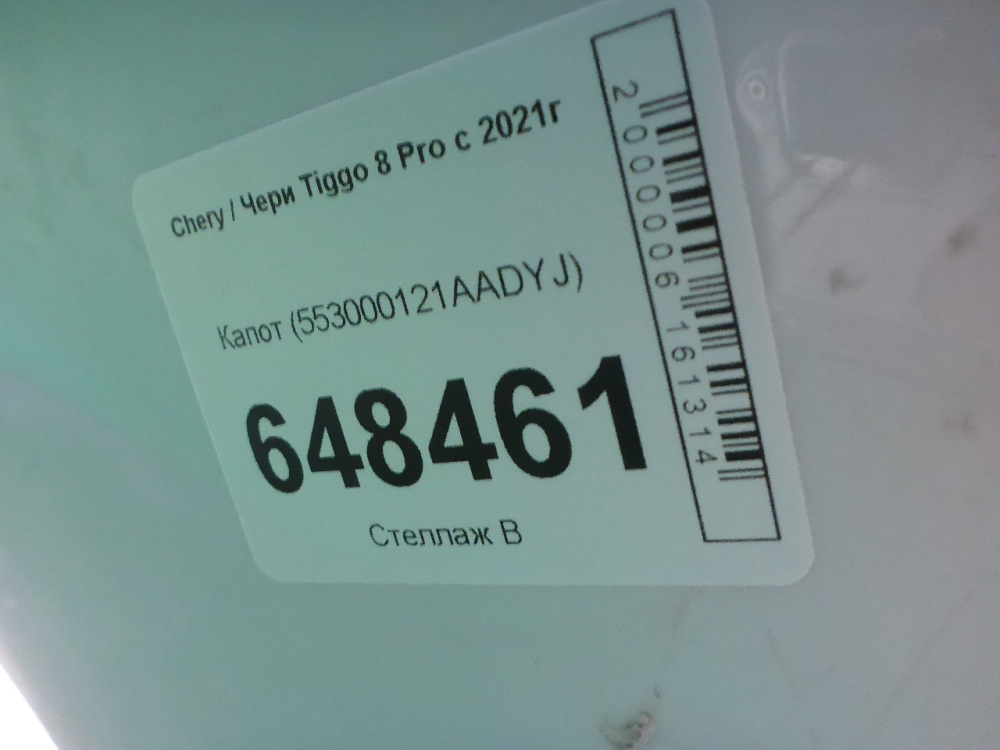 Chery / Чери Tiggo 8 Pro с 2021г
Капот (553000121AADYJ)
648461
Стеллаж В
2000006161314